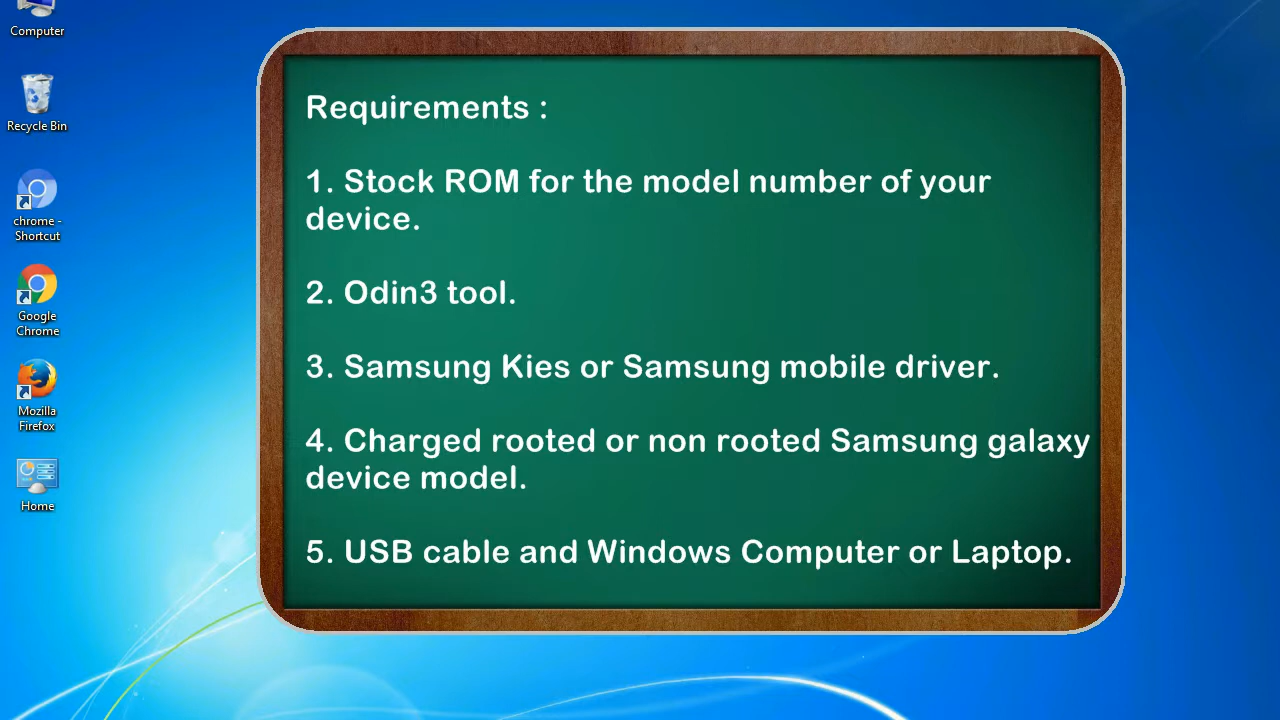 Computer
Recycle Bin
chrome -
Shortcut
Google
Chrome
Mozilla
Firefox
Home
Requirements :
1. Stock ROM for the model number of your
device.
2. Odin3 tool.
3. Samsung Kies or Samsung mobile driver.
4. Charged rooted or non rooted Samsung galaxy
device model.
5. USB cable and Windows Computer or Laptop.